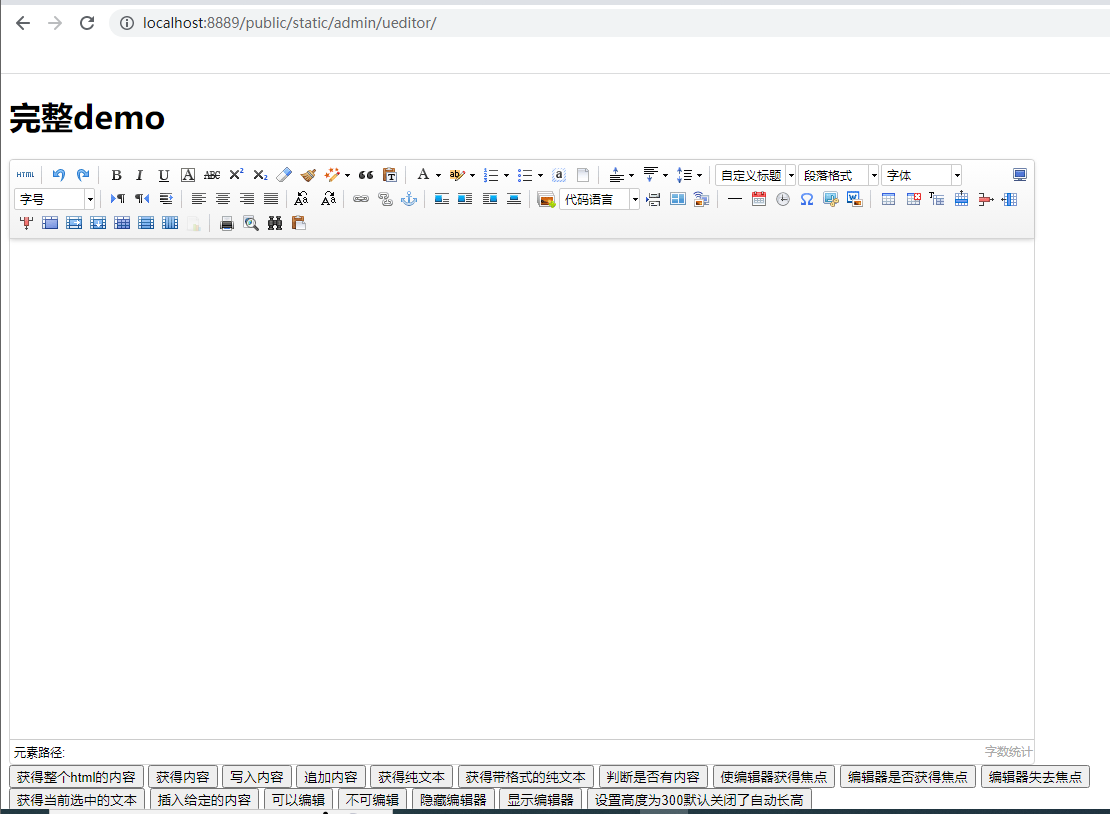 localhost:8889/public/static/admin/ueditor/
完整demo
HTML B I U A ABC X² X₂ A ab a 自定义标题 段落格式 字体
字号 代码语言 Ω
元素路径: 字数统计
获得整个html的内容 获得内容 写入内容 追加内容 获得纯文本 获得带格式的纯文本 判断是否有内容 使编辑器获得焦点 编辑器是否获得焦点 编辑器失去焦点
获得当前选中的文本 插入给定的内容 可以编辑 不可编辑 隐藏编辑器 显示编辑器 设置高度为300默认关闭了自动长高